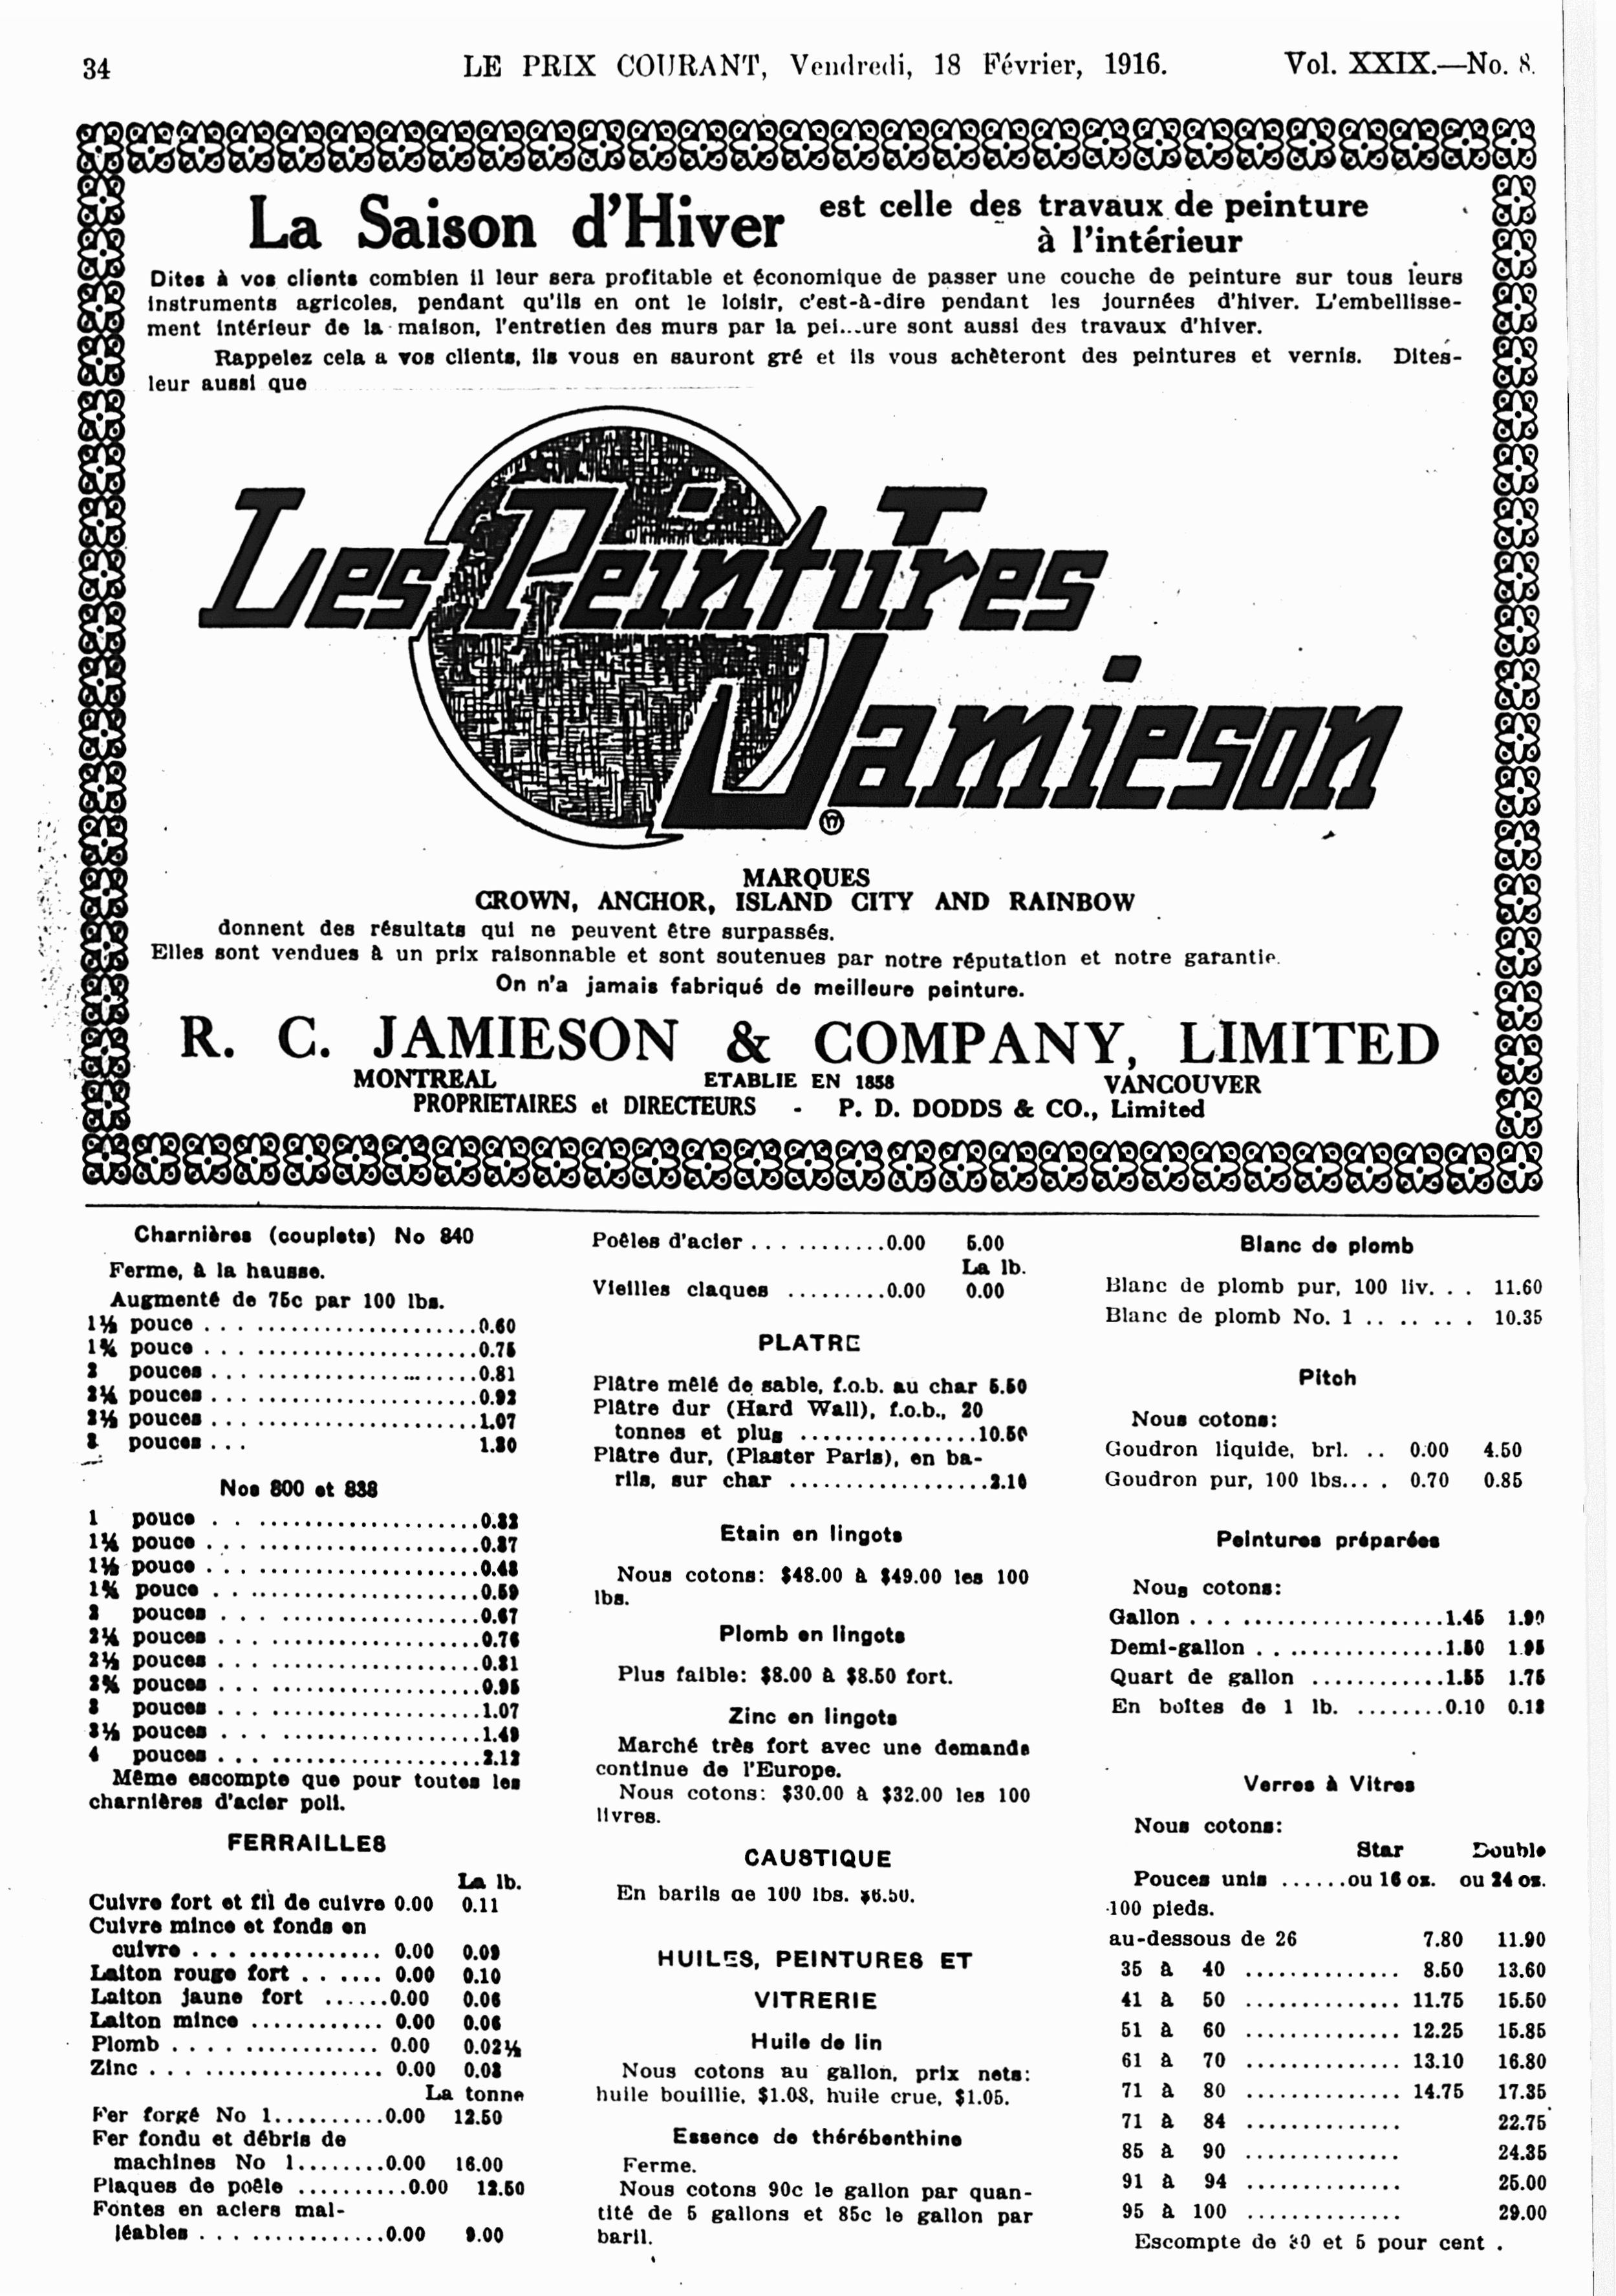 34
LE PRIX COURANT, Vendredi, 18 Février, 1916.
Vol. XXIX.—No. 8.
La Saison d'Hiver
est celle des travaux de peinture
à l'intérieur
Dites à vos clients combien il leur sera profitable et économique de passer une couche de peinture sur tous leurs
instruments agricoles, pendant qu'ils en ont le loisir, c'est-à-dire pendant les journées d'hiver. L'embellisse-
ment intérieur de la maison, l'entretien des murs par la pei...ure sont aussi des travaux d'hiver.
Rappelez cela a vos clients, ils vous en sauront gré et ils vous achèteront des peintures et vernis. Dites-
leur aussi que
Les Peintures
Jamieson
MARQUES
CROWN, ANCHOR, ISLAND CITY AND RAINBOW
donnent des résultats qui ne peuvent être surpassés.
Elles sont vendues à un prix raisonnable et sont soutenues par notre réputation et notre garantie.
On n'a jamais fabriqué de meilleure peinture.
R. C. JAMIESON & COMPANY, LIMITED
MONTREAL ETABLIE EN 1858 VANCOUVER
PROPRIETAIRES et DIRECTEURS - P. D. DODDS & CO., Limited
Charnières (couplets) No 840
Ferme, à la hausse.
Augmenté de 75c par 100 lbs.
1½ pouce . . . ......................0.60
1¾ pouce . . . ......................0.75
2 pouces . . . ......................0.81
2¼ pouces . . . ......................0.92
2½ pouces . . . ......................1.07
3 pouces . . . 1.30
Nos 800 et 838
1 pouce . . ......................0.32
1¼ pouce . . . ......................0.37
1½ pouce . . . ......................0.48
1¾ pouce . . ......................0.59
2 pouces . . . ....................0.67
2¼ pouces . . . ....................0.76
2½ pouces . . . ....................0.81
2¾ pouces . . . ....................0.95
3 pouces . . . ....................1.07
3½ pouces . . . ....................1.49
4 pouces . . . ....................2.12
Même escompte que pour toutes les
charnières d'acier poli.
FERRAILLES
La lb.
Cuivre fort et fil de cuivre 0.00 0.11
Cuivre mince et fonds en
cuivre . . . ............ 0.00 0.09
Laiton rouge fort . . .... 0.00 0.10
Laiton jaune fort ......0.00 0.06
Laiton mince ............ 0.00 0.06
Plomb . . . . ............ 0.00 0.02½
Zinc . . . ............... 0.00 0.03
La tonne
Fer forgé No 1..........0.00 12.50
Fer fondu et débris de
machines No 1........0.00 16.00
Plaques de poêle ..........0.00 12.50
Fontes en aciers mal-
léables . . . ............0.00 9.00
Poêles d'acier . . . ..........0.00 5.00
La lb.
Vieilles claques .........0.00 0.00
PLATRE
Plâtre mêlé de sable, f.o.b. au char 5.50
Plâtre dur (Hard Wall), f.o.b., 20
tonnes et plus ................10.50
Plâtre dur, (Plaster Paris), en ba-
rils, sur char ..................2.10
Etain en lingots
Nous cotons: $48.00 à $49.00 les 100
lbs.
Plomb en lingots
Plus faible: $8.00 à $8.50 fort.
Zinc en lingots
Marché très fort avec une demande
continue de l'Europe.
Nous cotons: $30.00 à $32.00 les 100
livres.
CAUSTIQUE
En barils de 100 lbs. $6.50.
HUILES, PEINTURES ET
VITRERIE
Huile de lin
Nous cotons au gallon, prix nets:
huile bouillie, $1.08, huile crue, $1.05.
Essence de thérébenthine
Ferme.
Nous cotons 90c le gallon par quan-
tité de 5 gallons et 85c le gallon par
baril.
Blanc de plomb
Blanc de plomb pur, 100 liv. . . 11.60
Blanc de plomb No. 1 .. .. . . 10.35
Pitch
Nous cotons:
Goudron liquide, brl. .. 0.00 4.50
Goudron pur, 100 lbs... . 0.70 0.85
Peintures préparées
Nous cotons:
Gallon . . . ..................1.45 1.90
Demi-gallon . . ..............1.50 1.95
Quart de gallon ............1.55 1.75
En boîtes de 1 lb. ........0.10 0.18
Verres à Vitres
Nous cotons:
Star Double
Pouces unis ......ou 16 oz. ou 24 oz.
100 pieds.
au-dessous de 26 7.80 11.90
35 à 40 .............. 8.50 13.60
41 à 50 .............. 11.75 15.50
51 à 60 .............. 12.25 15.85
61 à 70 .............. 13.10 16.80
71 à 80 .............. 14.75 17.35
71 à 84 .............. 22.75
85 à 90 .............. 24.35
91 à 94 .............. 25.00
95 à 100 .............. 29.00
Escompte de et 5 pour cent .